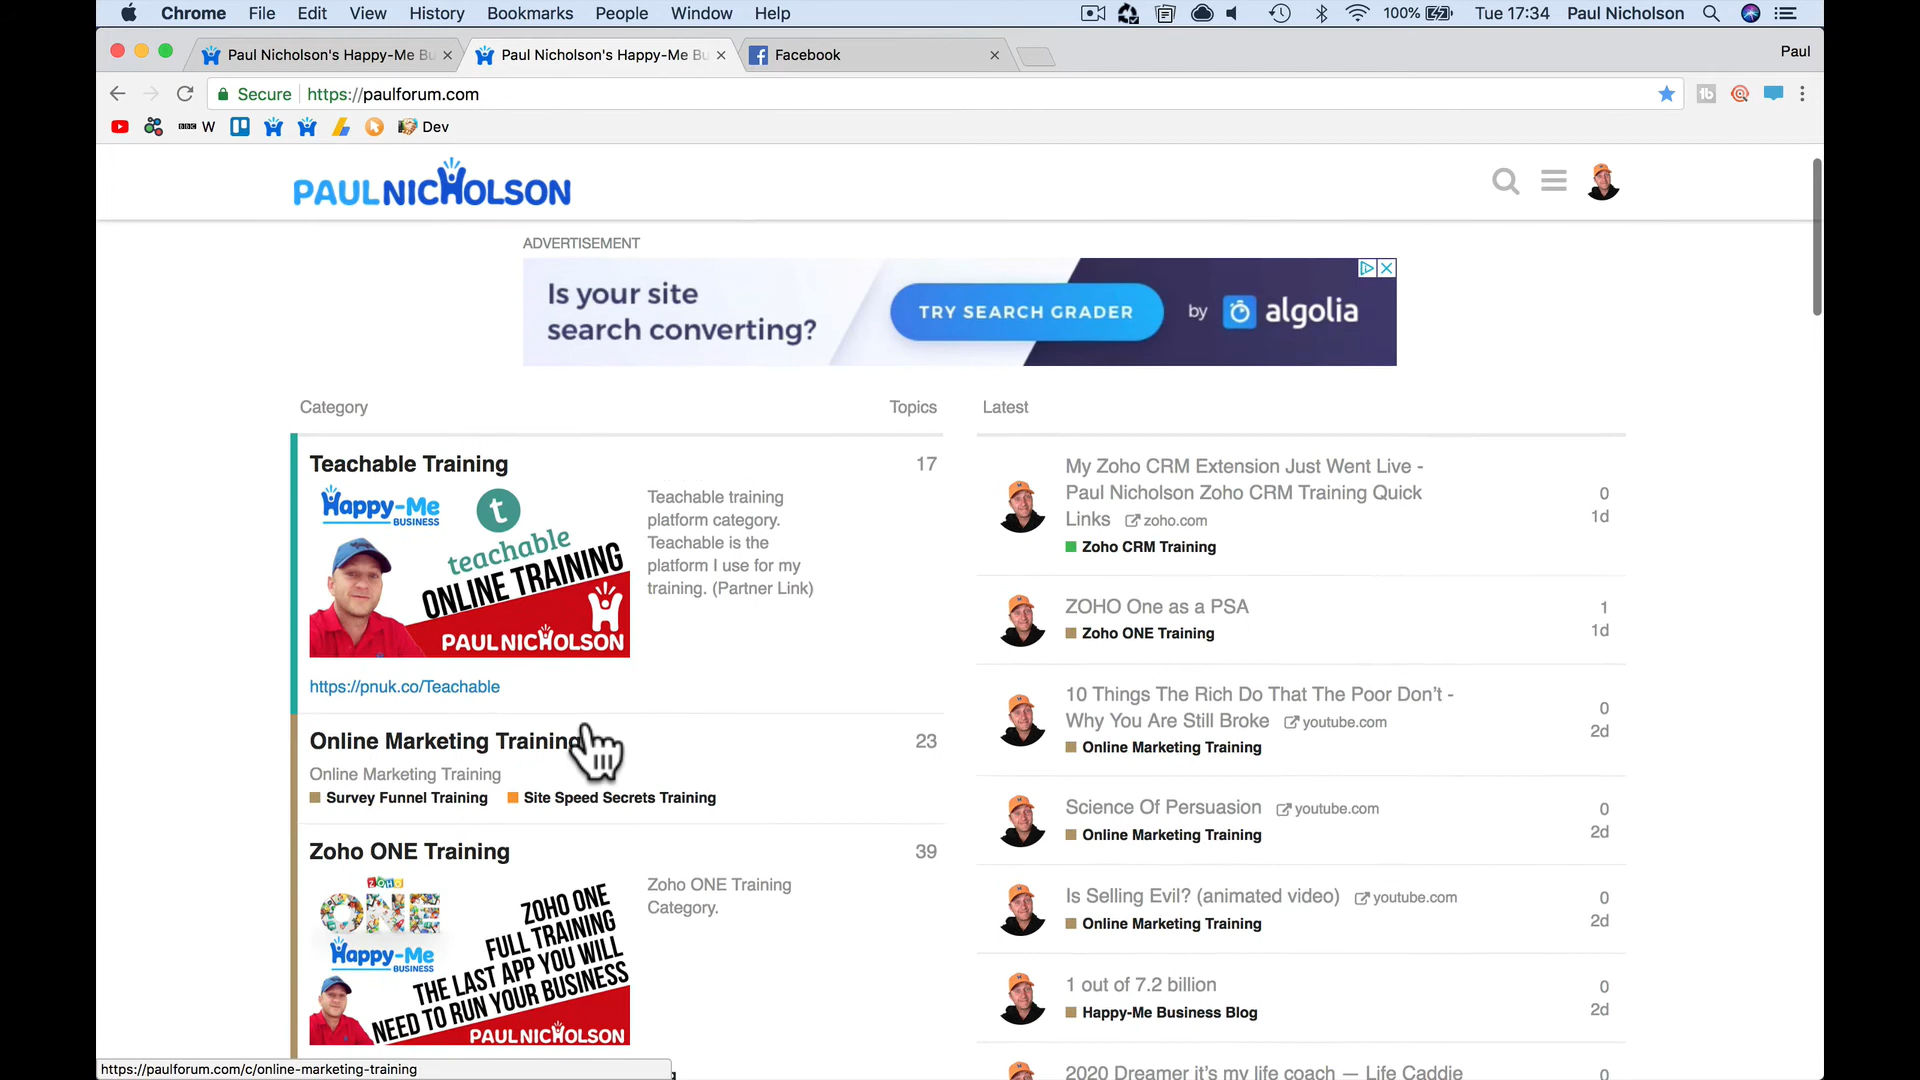 Chrome File Edit View History Bookmarks People Window Help 100% Tue 17:34 Paul Nicholson
Paul Nicholson's Happy-Me Bu Paul Nicholson's Happy-Me Bu Facebook Paul
Secure https://paulforum.com
BBC W Dev
PAULNICHOLSON
ADVERTISEMENT
Is your site
search converting?
TRY SEARCH GRADER
by algolia
Category Topics
Teachable Training 17
Happy-Me
BUSINESS
t
teachable
ONLINE TRAINING
PAULNICHOLSON
Teachable training
platform category.
Teachable is the
platform I use for my
training. (Partner Link)
https://pnuk.co/Teachable
Online Marketing Training 23
Online Marketing Training
Survey Funnel Training Site Speed Secrets Training
Zoho ONE Training 39
ZOHO
ONE
Happy-Me
BUSINESS
ZOHO ONE
FULL TRAINING
THE LAST APP YOU WILL
NEED TO RUN YOUR BUSINESS
PAULNICHOLSON
Zoho ONE Training
Category.
Latest
My Zoho CRM Extension Just Went Live -
Paul Nicholson Zoho CRM Training Quick
Links zoho.com
Zoho CRM Training
0
1d
ZOHO One as a PSA
Zoho ONE Training
1
1d
10 Things The Rich Do That The Poor Don't -
Why You Are Still Broke youtube.com
Online Marketing Training
0
2d
Science Of Persuasion youtube.com
Online Marketing Training
0
2d
Is Selling Evil? (animated video) youtube.com
Online Marketing Training
0
2d
1 out of 7.2 billion
Happy-Me Business Blog
0
2d
2020 Dreamer it's my life coach — Life Caddie
0
https://paulforum.com/c/online-marketing-training